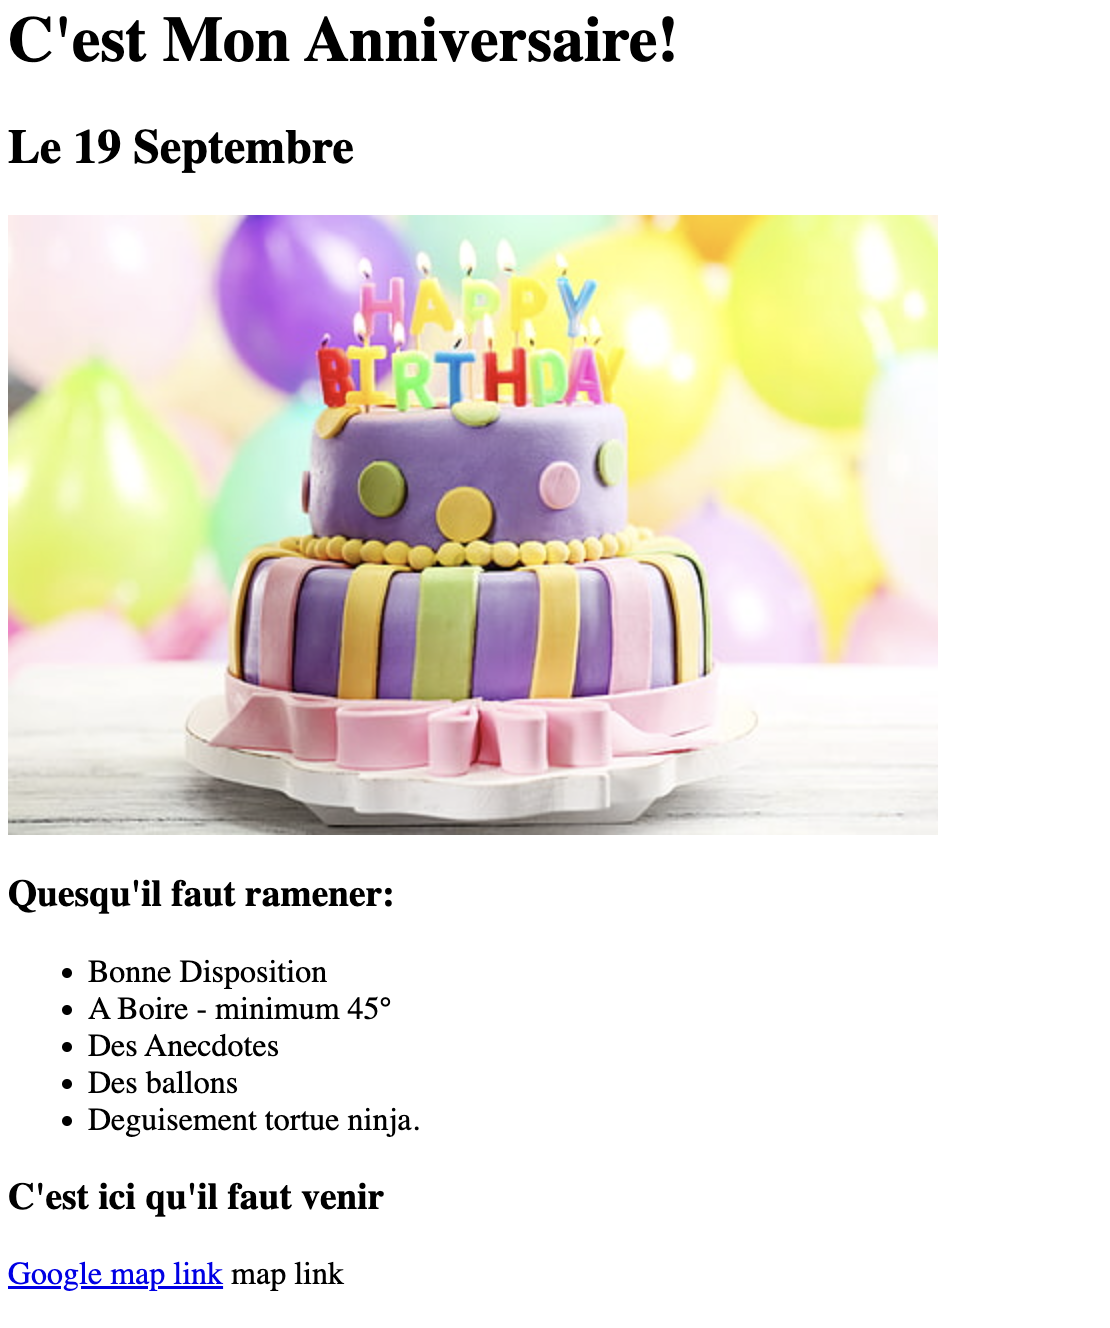 C'est Mon Anniversaire!
Le 19 Septembre
HAPPY
BIRTHDAY
Quesqu'il faut ramener:
Bonne Disposition
A Boire - minimum 45°
Des Anecdotes
Des ballons
Deguisement tortue ninja.
C'est ici qu'il faut venir
Google map link map link